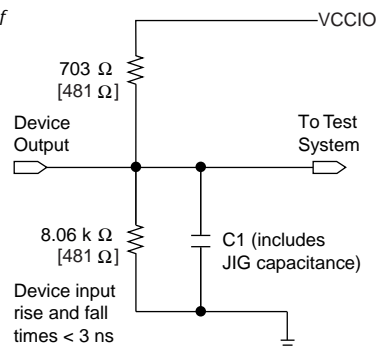 f
VCCIO
703 Ω
[481 Ω]
Device
Output
To Test
System
8.06 k Ω
[481 Ω]
C1 (includes
JIG capacitance)
Device input
rise and fall
times < 3 ns